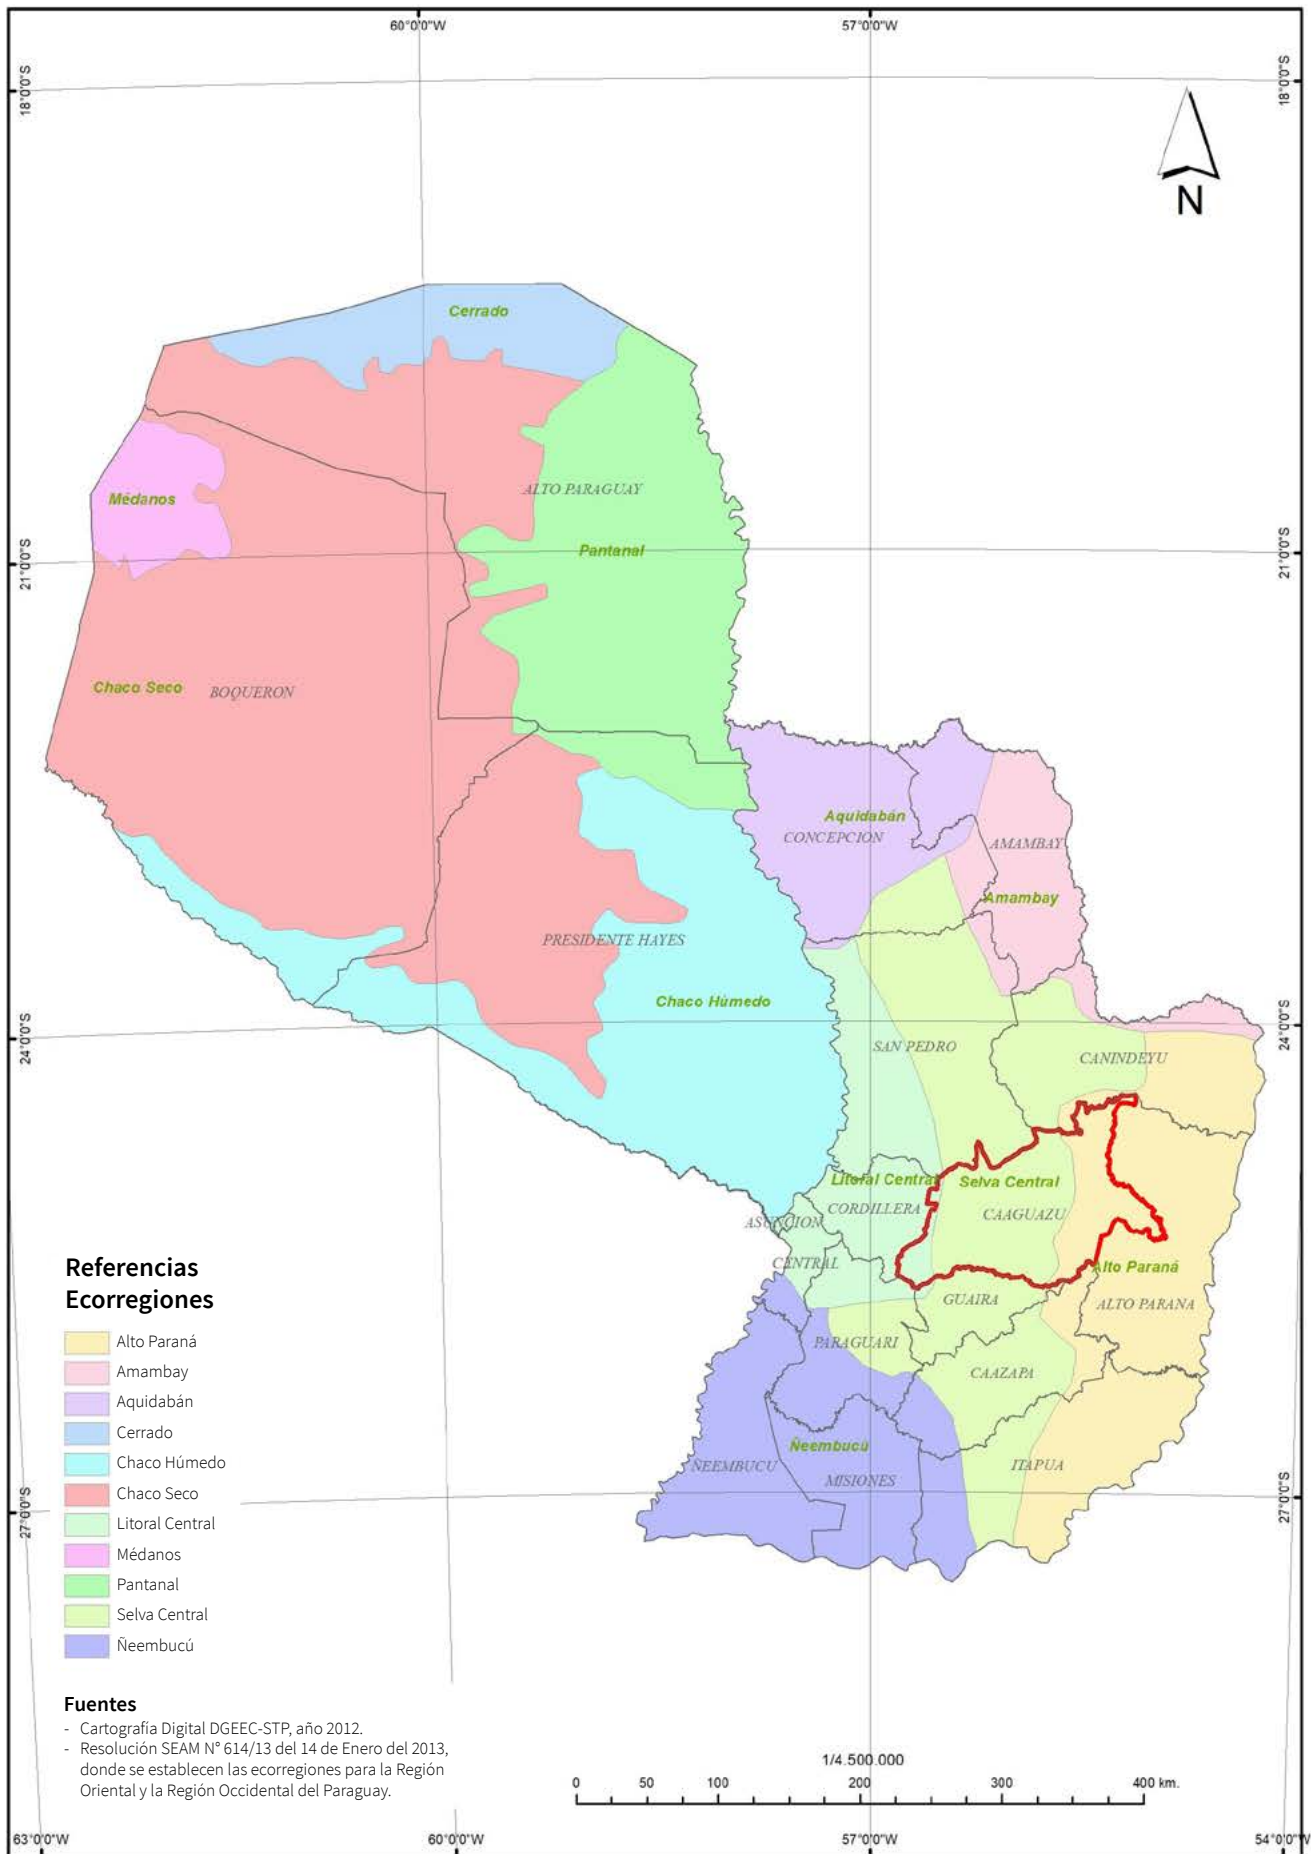 60°0'0"W 57°0'0"W
18°0'0"S 18°0'0"S
N
Cerrado
Médanos
ALTO PARAGUAY
Pantanal
21°0'0"S 21°0'0"S
Chaco Seco BOQUERON
Aquidabán
CONCEPCION
AMAMBAY
Amambay
PRESIDENTE HAYES
Chaco Húmedo
24°0'0"S 24°0'0"S
SAN PEDRO
CANINDEYU
Litoral Central Selva Central
CORDILLERA CAAGUAZU
ASUNCION
CENTRAL
Alto Paraná
GUAIRA ALTO PARANA
PARAGUARI
CAAZAPA
Ñeembucú
ÑEEMBUCU
MISIONES
ITAPUA
27°0'0"S 27°0'0"S
Referencias
Ecorregiones
Alto Paraná
Amambay
Aquidabán
Cerrado
Chaco Húmedo
Chaco Seco
Litoral Central
Médanos
Pantanal
Selva Central
Ñeembucú
Fuentes
- Cartografía Digital DGEEC-STP, año 2012.
- Resolución SEAM N° 614/13 del 14 de Enero del 2013,
donde se establecen las ecorregiones para la Región
Oriental y la Región Occidental del Paraguay.
1/4.500.000
0 50 100 200 300 400 km.
63°0'0"W 60°0'0"W 57°0'0"W 54°0'0"W